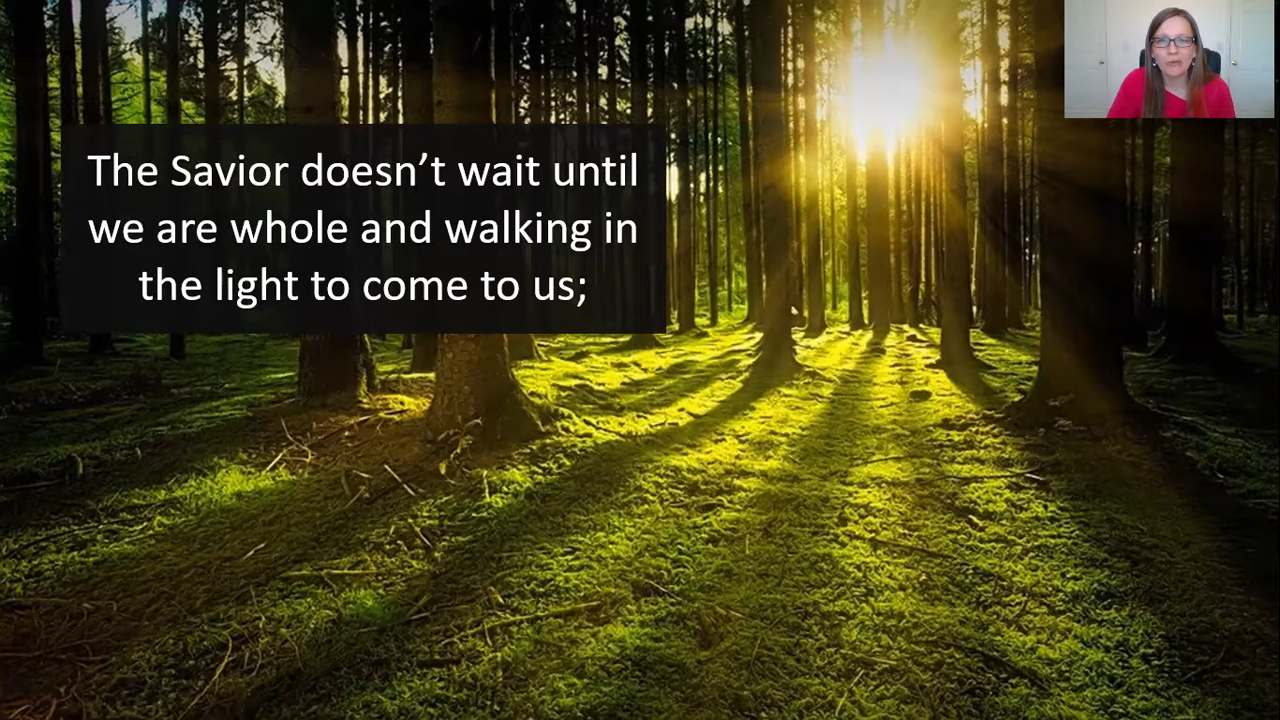 The Savior doesn’t wait until
we are whole and walking in
the light to come to us;